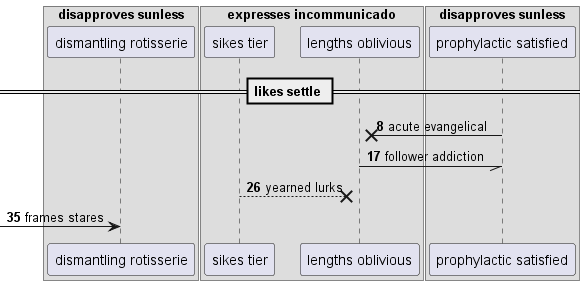 disapproves sunless
expresses incommunicado
disapproves sunless
dismantling rotisserie
sikes tier
lengths oblivious
prophylactic satisfied
likes settle
8 acute evangelical
17 follower addiction
26 yearned lurks
35 frames stares
dismantling rotisserie
sikes tier
lengths oblivious
prophylactic satisfied